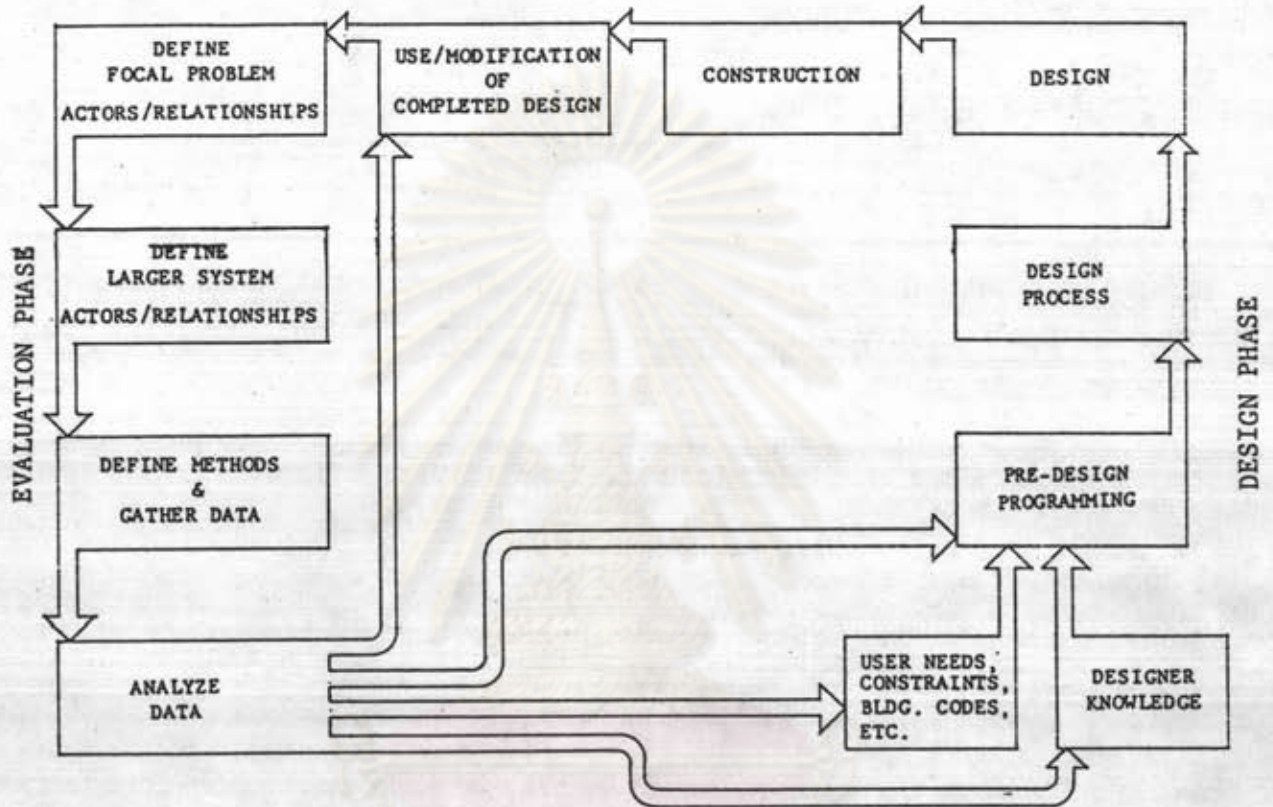 DEFINE
FOCAL PROBLEM
ACTORS/RELATIONSHIPS
USE/MODIFICATION
OF
COMPLETED DESIGN
CONSTRUCTION
DESIGN
DEFINE
LARGER SYSTEM
ACTORS/RELATIONSHIPS
DESIGN
PROCESS
EVALUATION PHASE
DESIGN PHASE
DEFINE METHODS
&
GATHER DATA
PRE-DESIGN
PROGRAMMING
ANALYZE
DATA
USER NEEDS,
CONSTRAINTS,
BLDG. CODES,
ETC.
DESIGNER
KNOWLEDGE